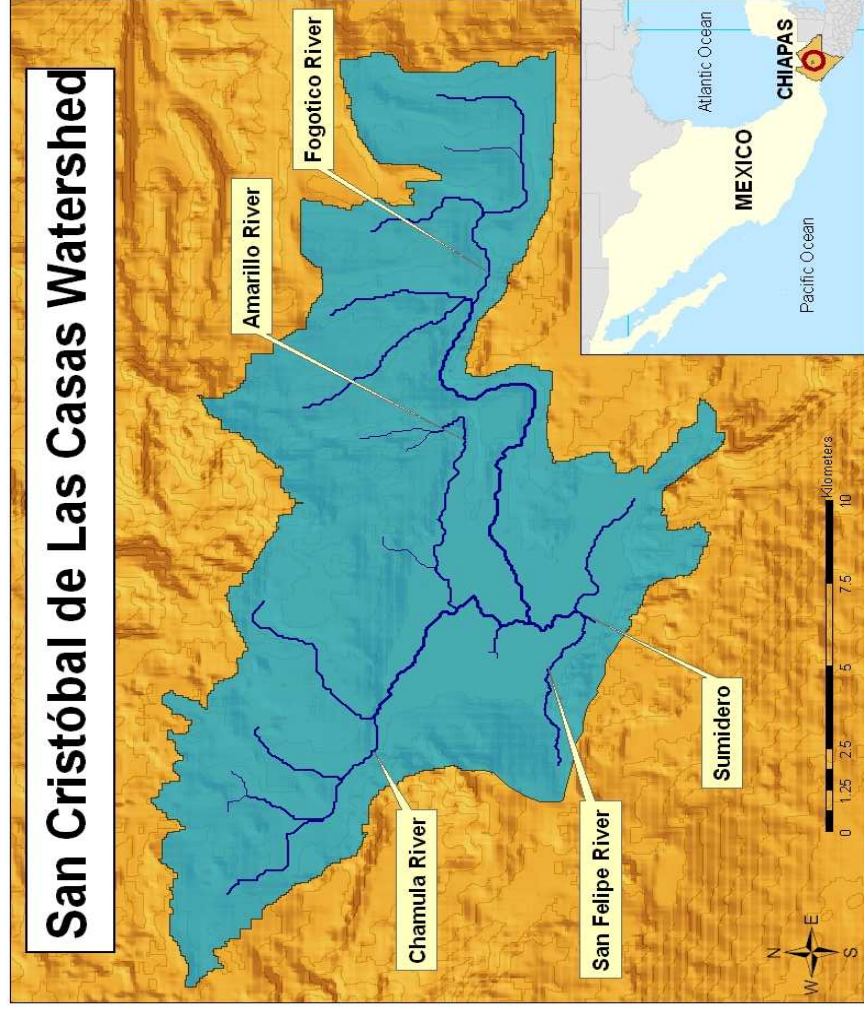 San Cristóbal de Las Casas Watershed
Fogotico River
Amarillo River
Chamula River
San Felipe River
Sumidero
Atlantic Ocean
CHIAPAS
MEXICO
Pacific Ocean
N
W
E
S
0 1.25 2.5 5 7.5 10
Kilometers